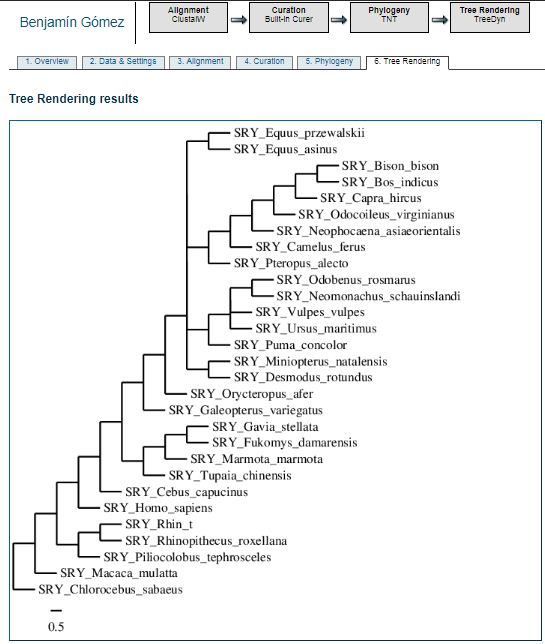 Benjamín Gómez
Alignment
ClustalW
Curation
Built-in Curer
Phylogeny
TNT
Tree Rendering
TreeDyn
1. Overview
2. Data & Settings
3. Alignment
4. Curation
5. Phylogeny
6. Tree Rendering
Tree Rendering results
SRY_Equus_przewalskii
SRY_Equus_asinus
SRY_Bison_bison
SRY_Bos_indicus
SRY_Capra_hircus
SRY_Odocoileus_virginianus
SRY_Neophocaena_asiaeorientalis
SRY_Camelus_ferus
SRY_Pteropus_alecto
SRY_Odobenus_rosmarus
SRY_Neomonachus_schauinslandi
SRY_Vulpes_vulpes
SRY_Ursus_maritimus
SRY_Puma_concolor
SRY_Miniopterus_natalensis
SRY_Desmodus_rotundus
SRY_Orycteropus_afer
SRY_Galeopterus_variegatus
SRY_Gavia_stellata
SRY_Fukomys_damarensis
SRY_Marmota_marmota
SRY_Tupaia_chinensis
SRY_Cebus_capucinus
SRY_Homo_sapiens
SRY_Rhin_t
SRY_Rhinopithecus_roxellana
SRY_Piliocolobus_tephrosceles
SRY_Macaca_mulatta
SRY_Chlorocebus_sabaeus
0.5